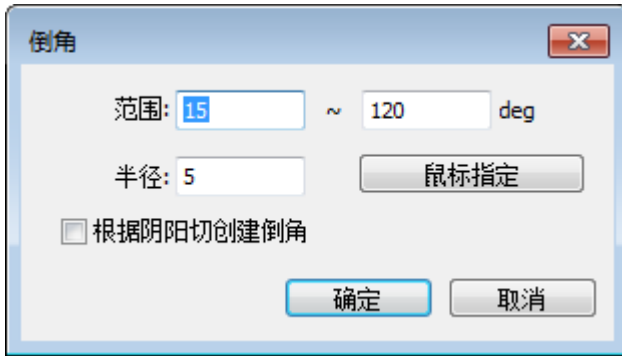 倒角
范围: 15 ~ 120 deg
半径: 5 鼠标指定
根据阴阳切创建倒角
确定 取消